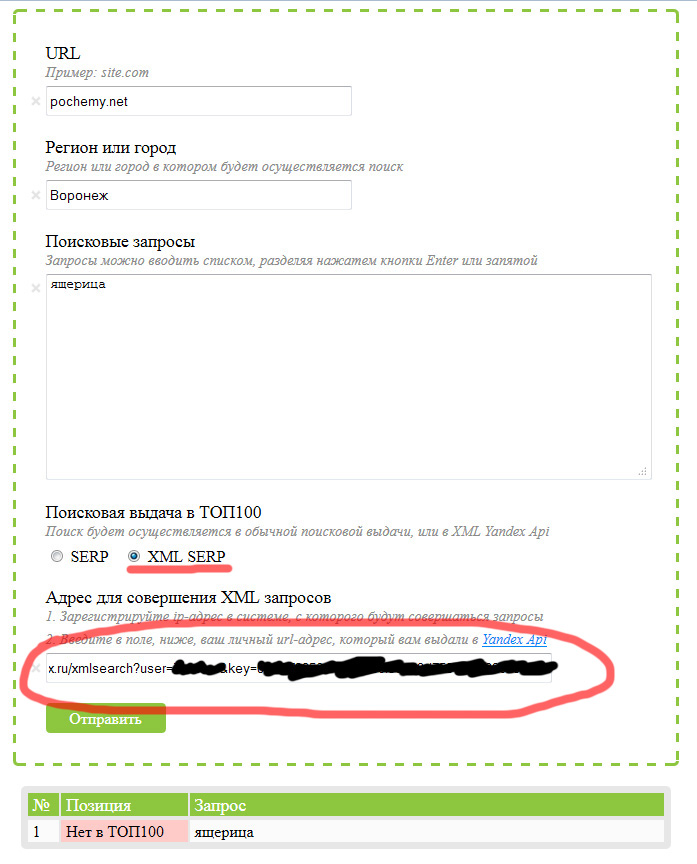 URL
Пример: site.com
pochemy.net
Регион или город
Регион или город в котором будет осуществляется поиск
Воронеж
Поисковые запросы
Запросы можно вводить списком, разделяя нажатем кнопки Enter или запятой
ящерица
Поисковая выдача в ТОП100
Поиск будет осуществляется в обычной поисковой выдачи, или в XML Yandex Api
SERP XML SERP
Адрес для совершения XML запросов
1. Зарегистрируйте ip-адрес в системе, с которого будут совершаться запросы
2. Введите в поле, ниже, ваш личный url-адрес, который вам выдали в Yandex Api
x.ru/xmlsearch?user= &key=
Отправить
№ Позиция Запрос
1 Нет в ТОП100 ящерица